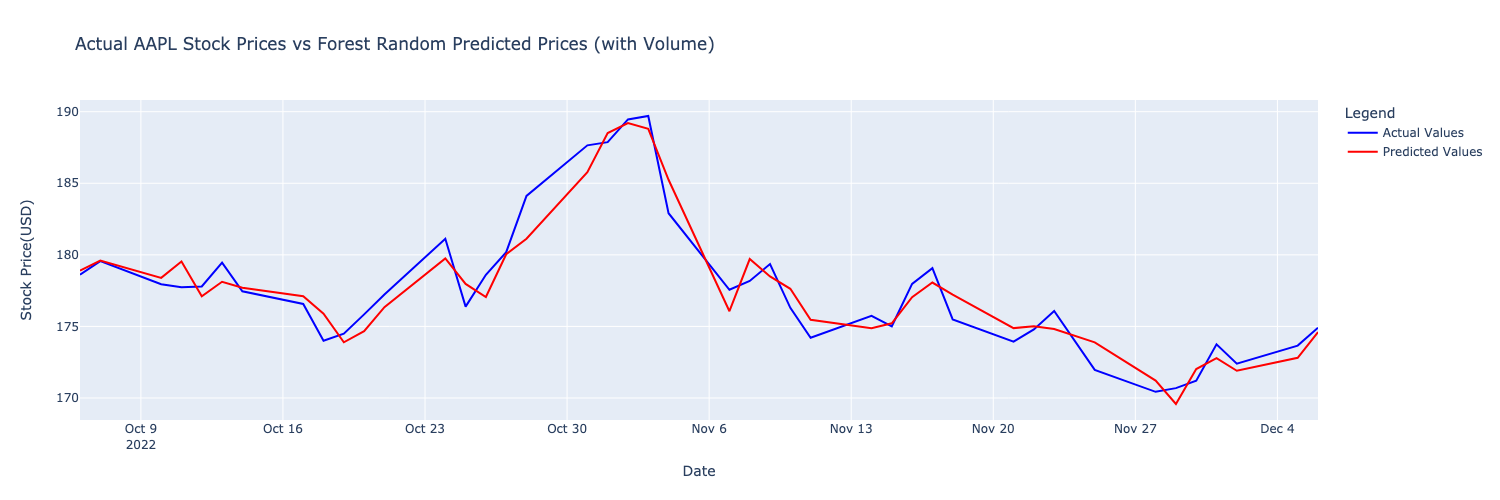 Actual AAPL Stock Prices vs Forest Random Predicted Prices (with Volume)
Legend
Actual Values
Predicted Values
Stock Price(USD)
190
185
180
175
170
Oct 9
2022
Oct 16
Oct 23
Oct 30
Nov 6
Nov 13
Nov 20
Nov 27
Dec 4
Date